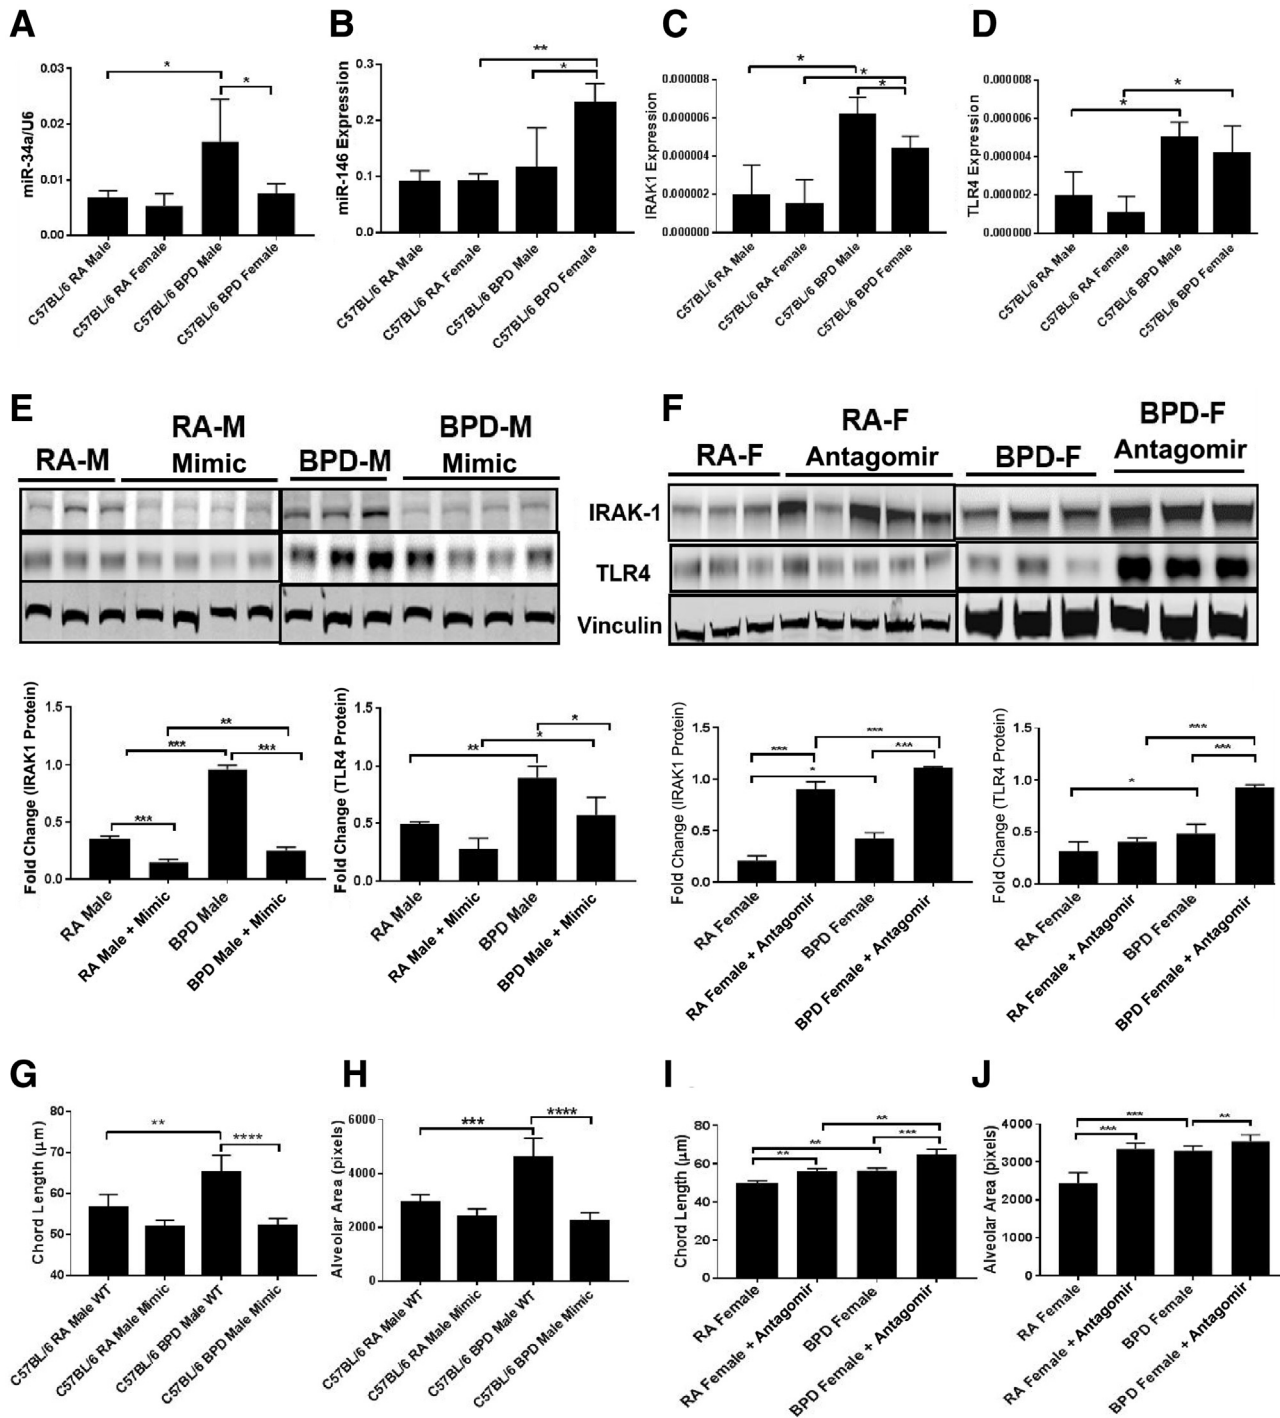 A
miR-34a/U6
0.03
0.02
0.01
0.00
*
*
C57BL/6 RA Male
C57BL/6 RA Female
C57BL/6 BPD Male
C57BL/6 BPD Female
B
miR-146 Expression
0.3
0.2
0.1
0.0
**
*
C57BL/6 RA Male
C57BL/6 RA Female
C57BL/6 BPD Male
C57BL/6 BPD Female
C
IRAK1 Expression
0.000008
0.000006
0.000004
0.000002
0.000000
*
*
*
C57BL/6 RA Male
C57BL/6 RA Female
C57BL/6 BPD Male
C57BL/6 BPD Female
D
TLR4 Expression
0.000008
0.000006
0.000004
0.000002
0.000000
*
*
C57BL/6 RA Male
C57BL/6 RA Female
C57BL/6 BPD Male
C57BL/6 BPD Female
E
RA-M
RA-M
Mimic
BPD-M
BPD-M
Mimic
F
RA-F
RA-F
Antagomir
BPD-F
BPD-F
Antagomir
IRAK-1
TLR4
Vinculin
Fold Change (IRAK1 Protein)
1.5
1.0
0.5
0.0
**
***
***
***
RA Male
RA Male + Mimic
BPD Male
BPD Male + Mimic
Fold Change (TLR4 Protein)
1.5
1.0
0.5
0.0
*
*
**
RA Male
RA Male + Mimic
BPD Male
BPD Male + Mimic
Fold Change (IRAK1 Protein)
1.5
1.0
0.5
0.0
***
***
***
*
RA Female
RA Female + Antagomir
BPD Female
BPD Female + Antagomir
Fold Change (TLR4 Protein)
1.5
1.0
0.5
0.0
***
***
*
RA Female
RA Female + Antagomir
BPD Female
BPD Female + Antagomir
G
Chord Length (μm)
80
70
60
50
40
**
****
C57BL/6 RA Male WT
C57BL/6 RA Male Mimic
C57BL/6 BPD Male WT
C57BL/6 BPD Male Mimic
H
Alveolar Area (pixels)
6000
4000
2000
0
***
****
C57BL/6 RA Male WT
C57BL/6 RA Male Mimic
C57BL/6 BPD Male WT
C57BL/6 BPD Male Mimic
I
Chord Length (μm)
80
60
40
20
0
**
***
**
**
RA Female
RA Female + Antagomir
BPD Female
BPD Female + Antagomir
J
Alveolar Area (pixels)
4000
3000
2000
1000
0
***
***
**
RA Female
RA Female + Antagomir
BPD Female
BPD Female + Antagomir